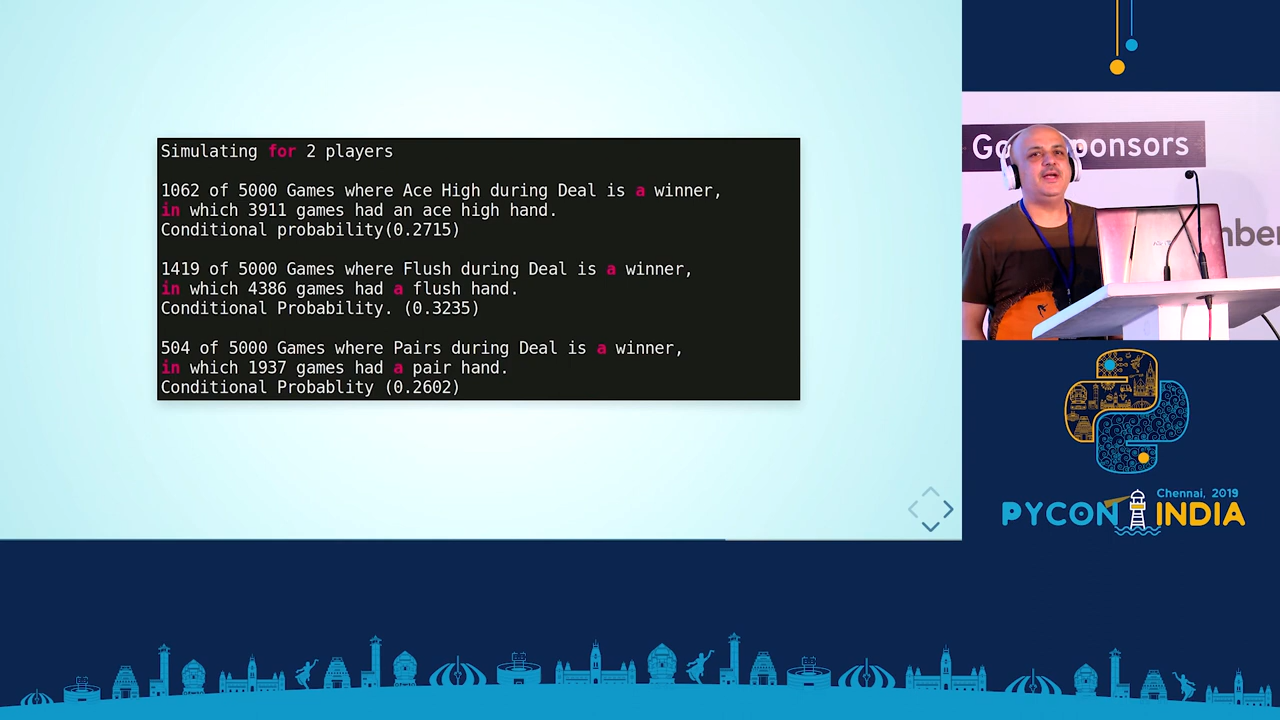 Simulating for 2 players
1062 of 5000 Games where Ace High during Deal is a winner,
in which 3911 games had an ace high hand.
Conditional probability(0.2715)
1419 of 5000 Games where Flush during Deal is a winner,
in which 4386 games had a flush hand.
Conditional Probability. (0.3235)
504 of 5000 Games where Pairs during Deal is a winner,
in which 1937 games had a pair hand.
Conditional Probablity (0.2602)
Chennai, 2019
PYCON INDIA